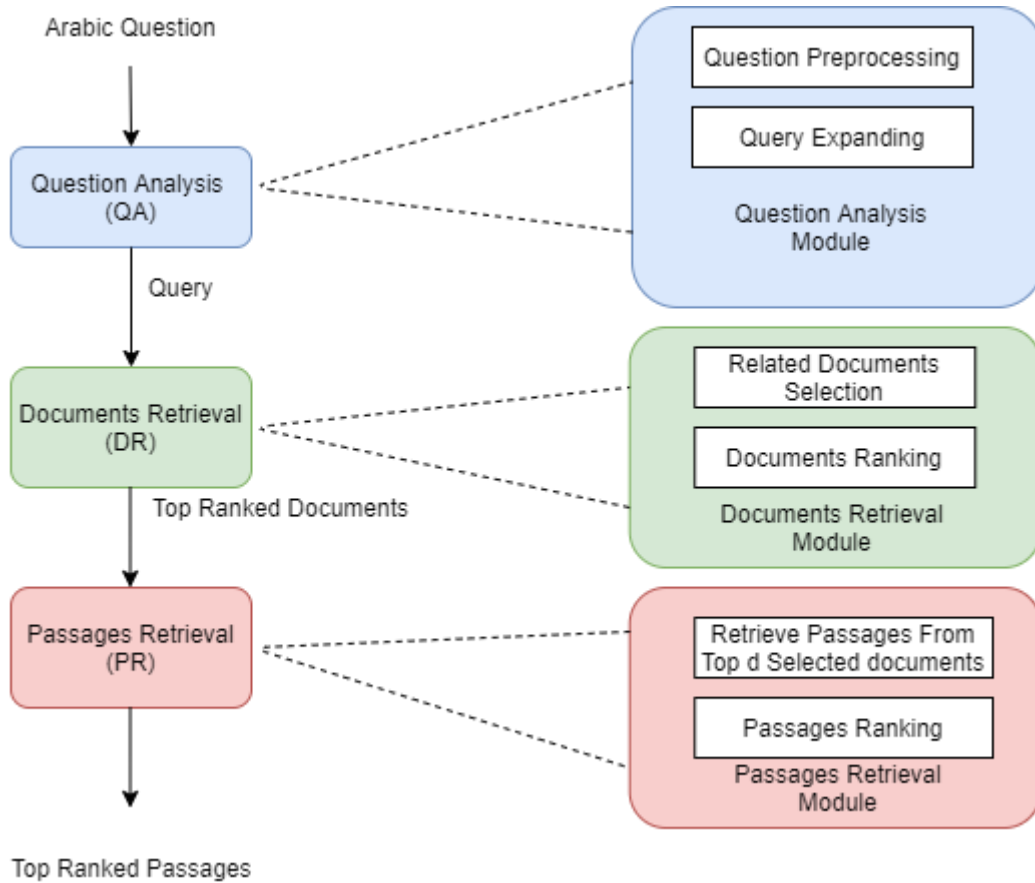 Arabic Question
Question Analysis
(QA)
Query
Documents Retrieval
(DR)
Top Ranked Documents
Passages Retrieval
(PR)
Top Ranked Passages
Question Preprocessing
Query Expanding
Question Analysis
Module
Related Documents
Selection
Documents Ranking
Documents Retrieval
Module
Retrieve Passages From
Top d Selected documents
Passages Ranking
Passages Retrieval
Module